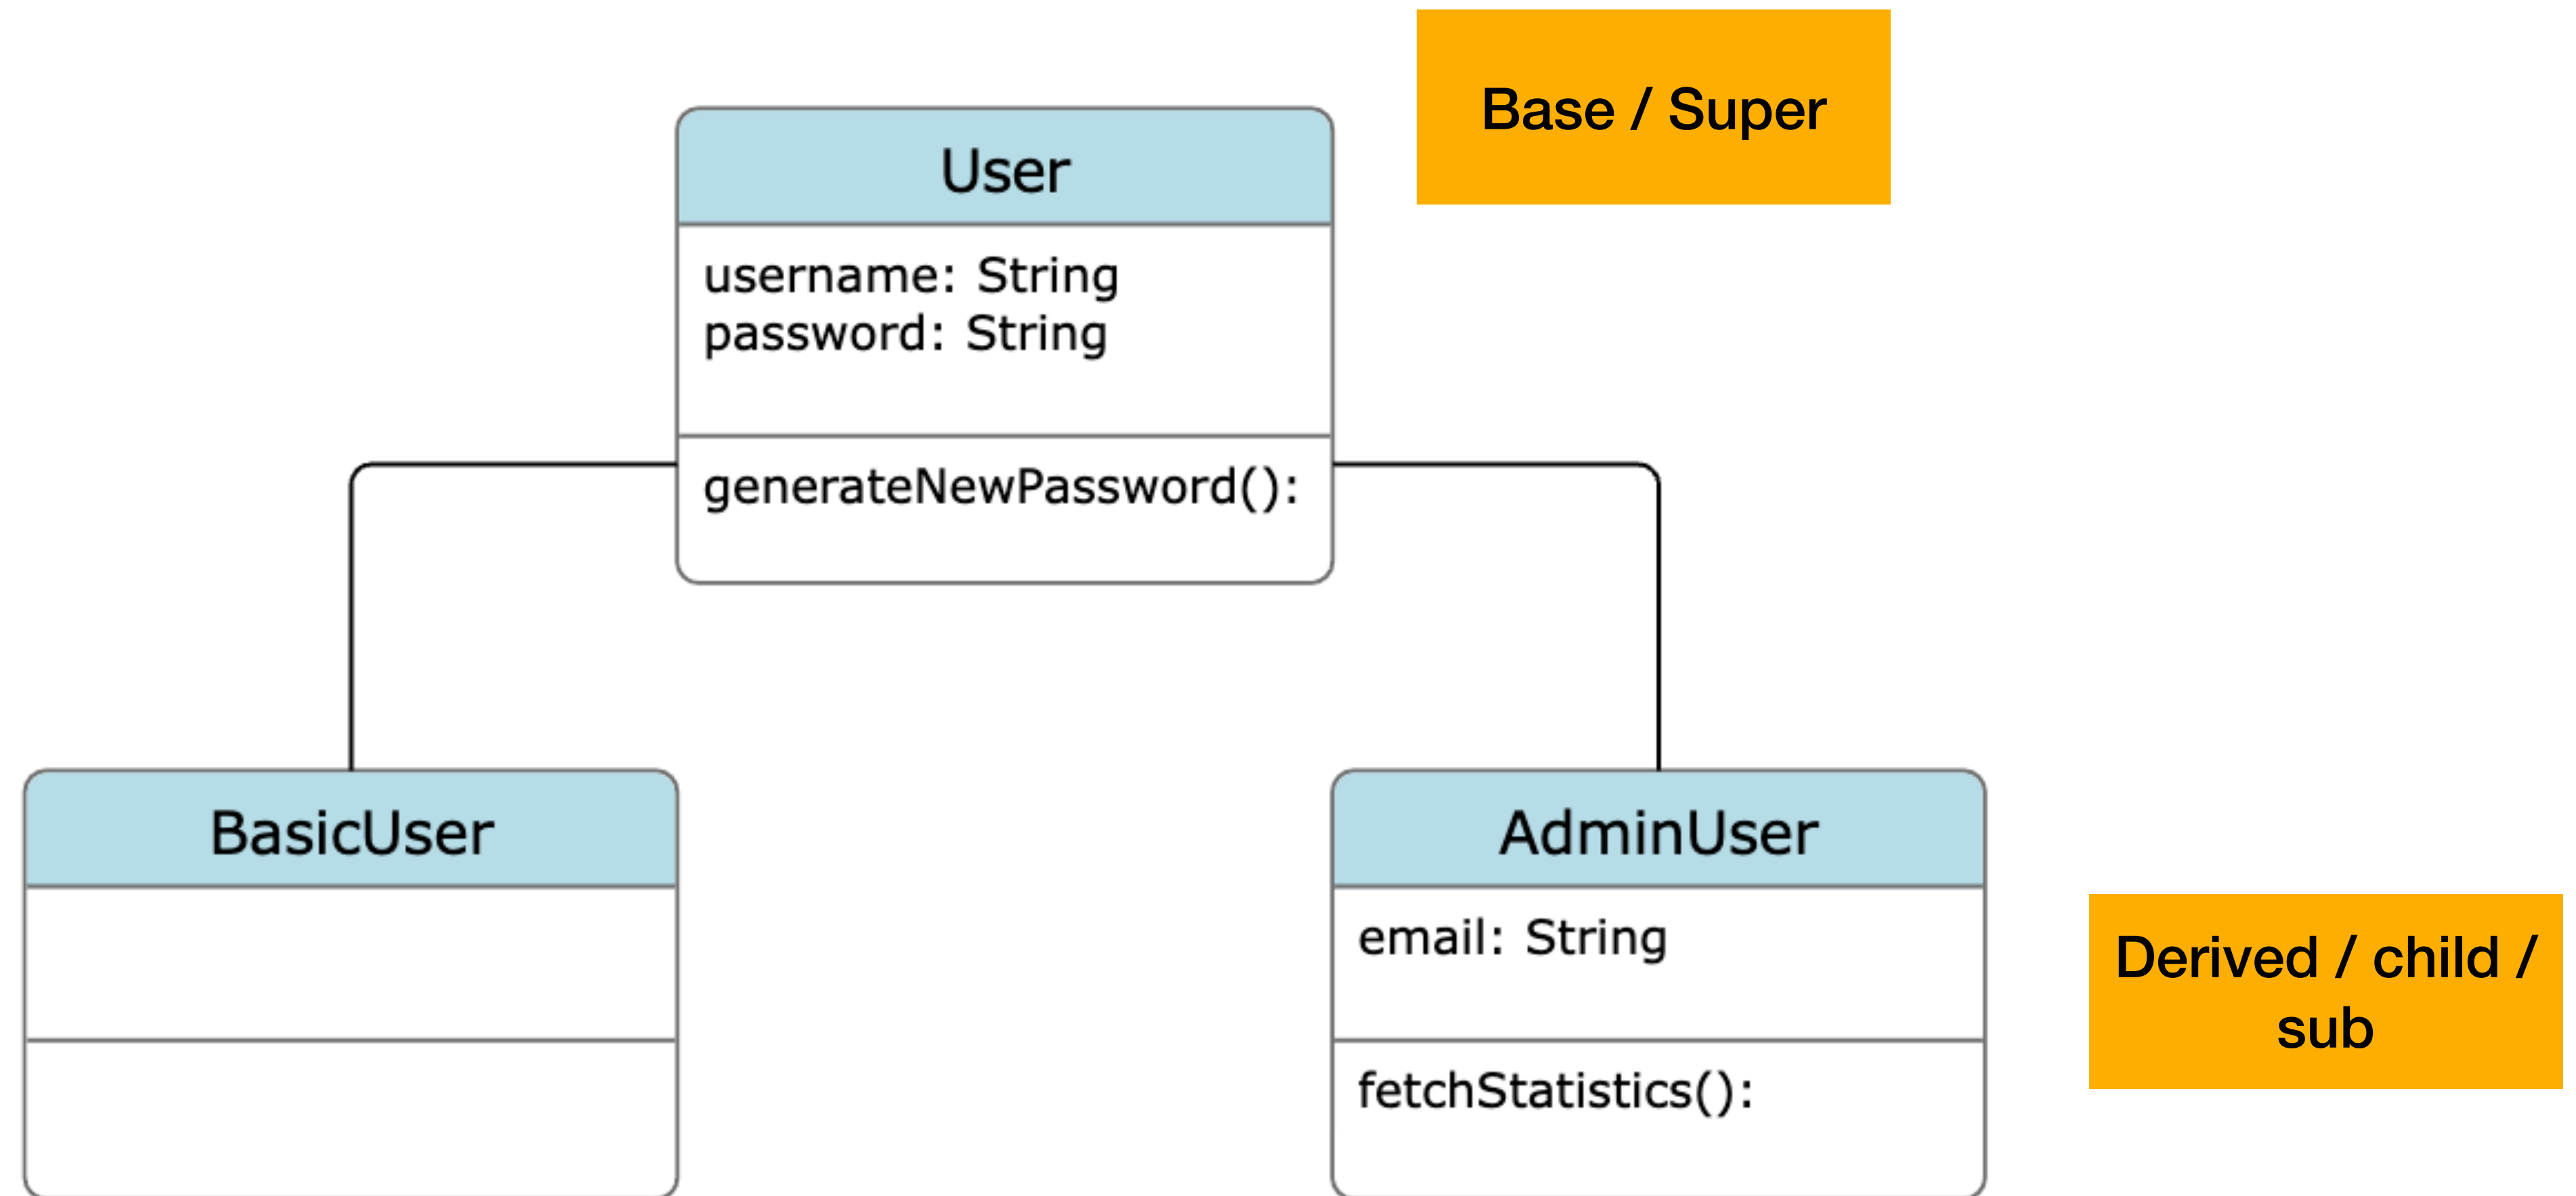 Base / Super
User
username: String
password: String
generateNewPassword():
BasicUser
AdminUser
email: String
fetchStatistics():
Derived / child /
sub